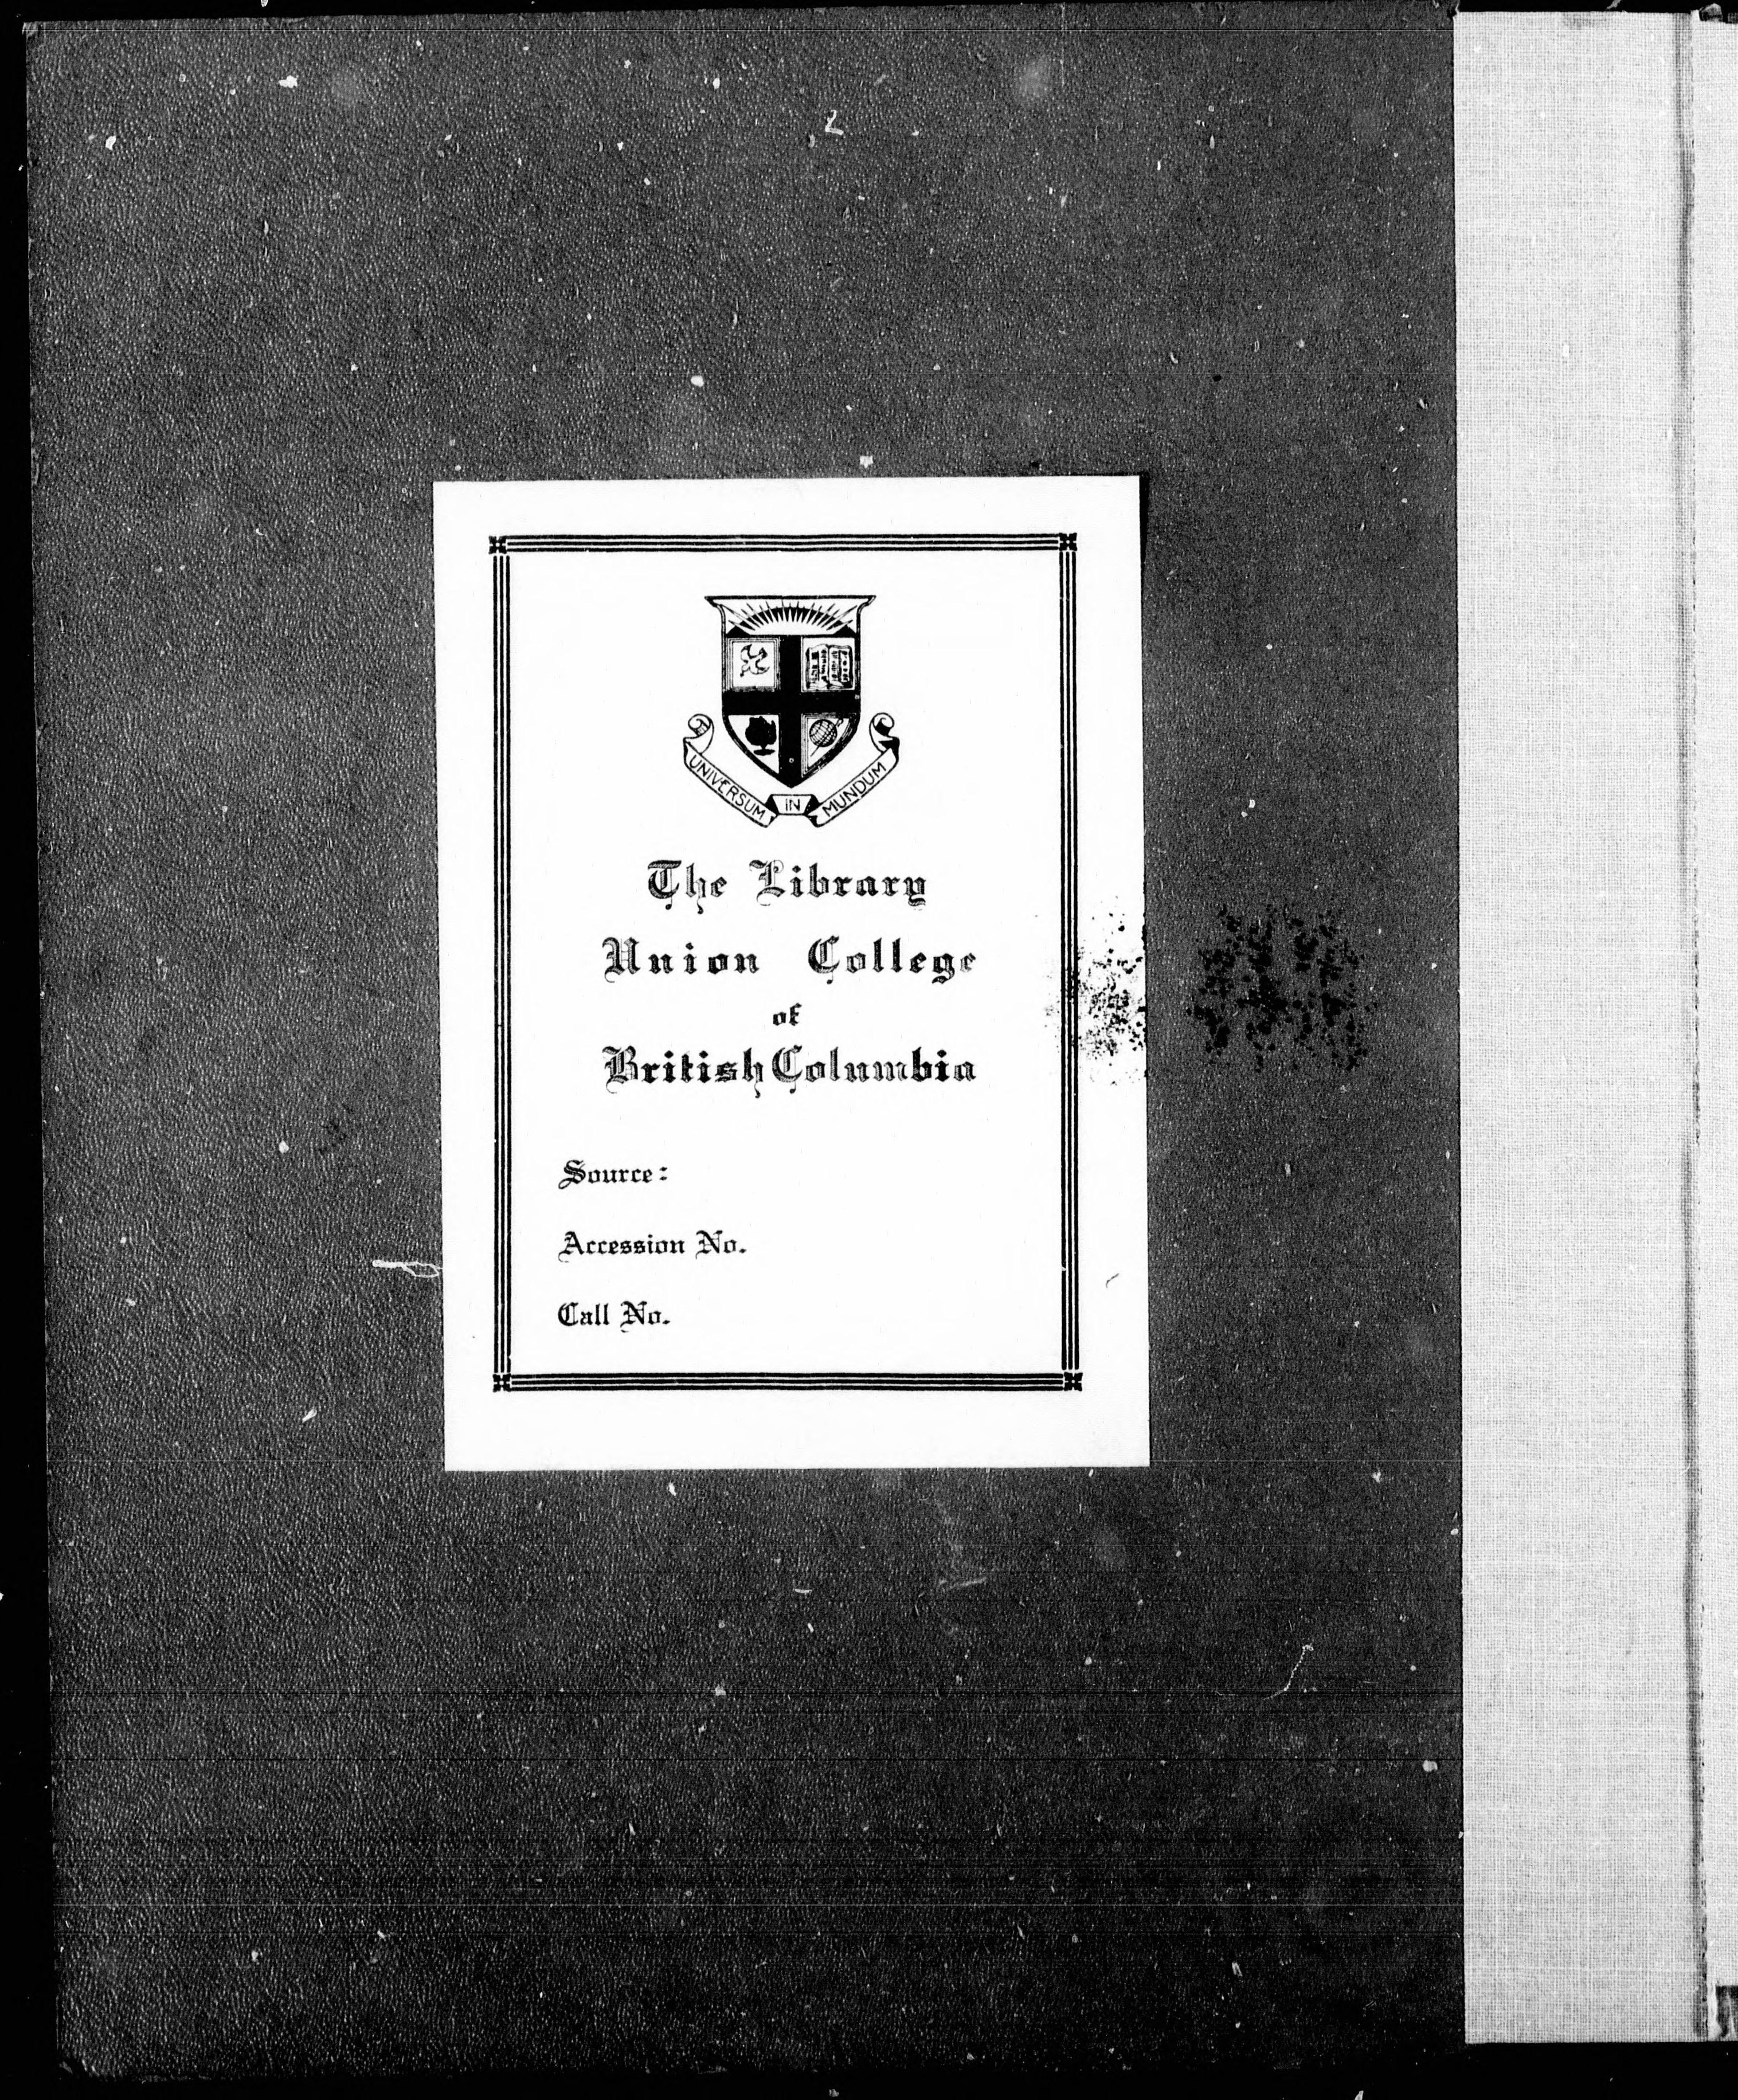 UNIVERSUM IN MUNDUM
The Library
Union College
of
British Columbia
Source:
Accession No.
Call No.